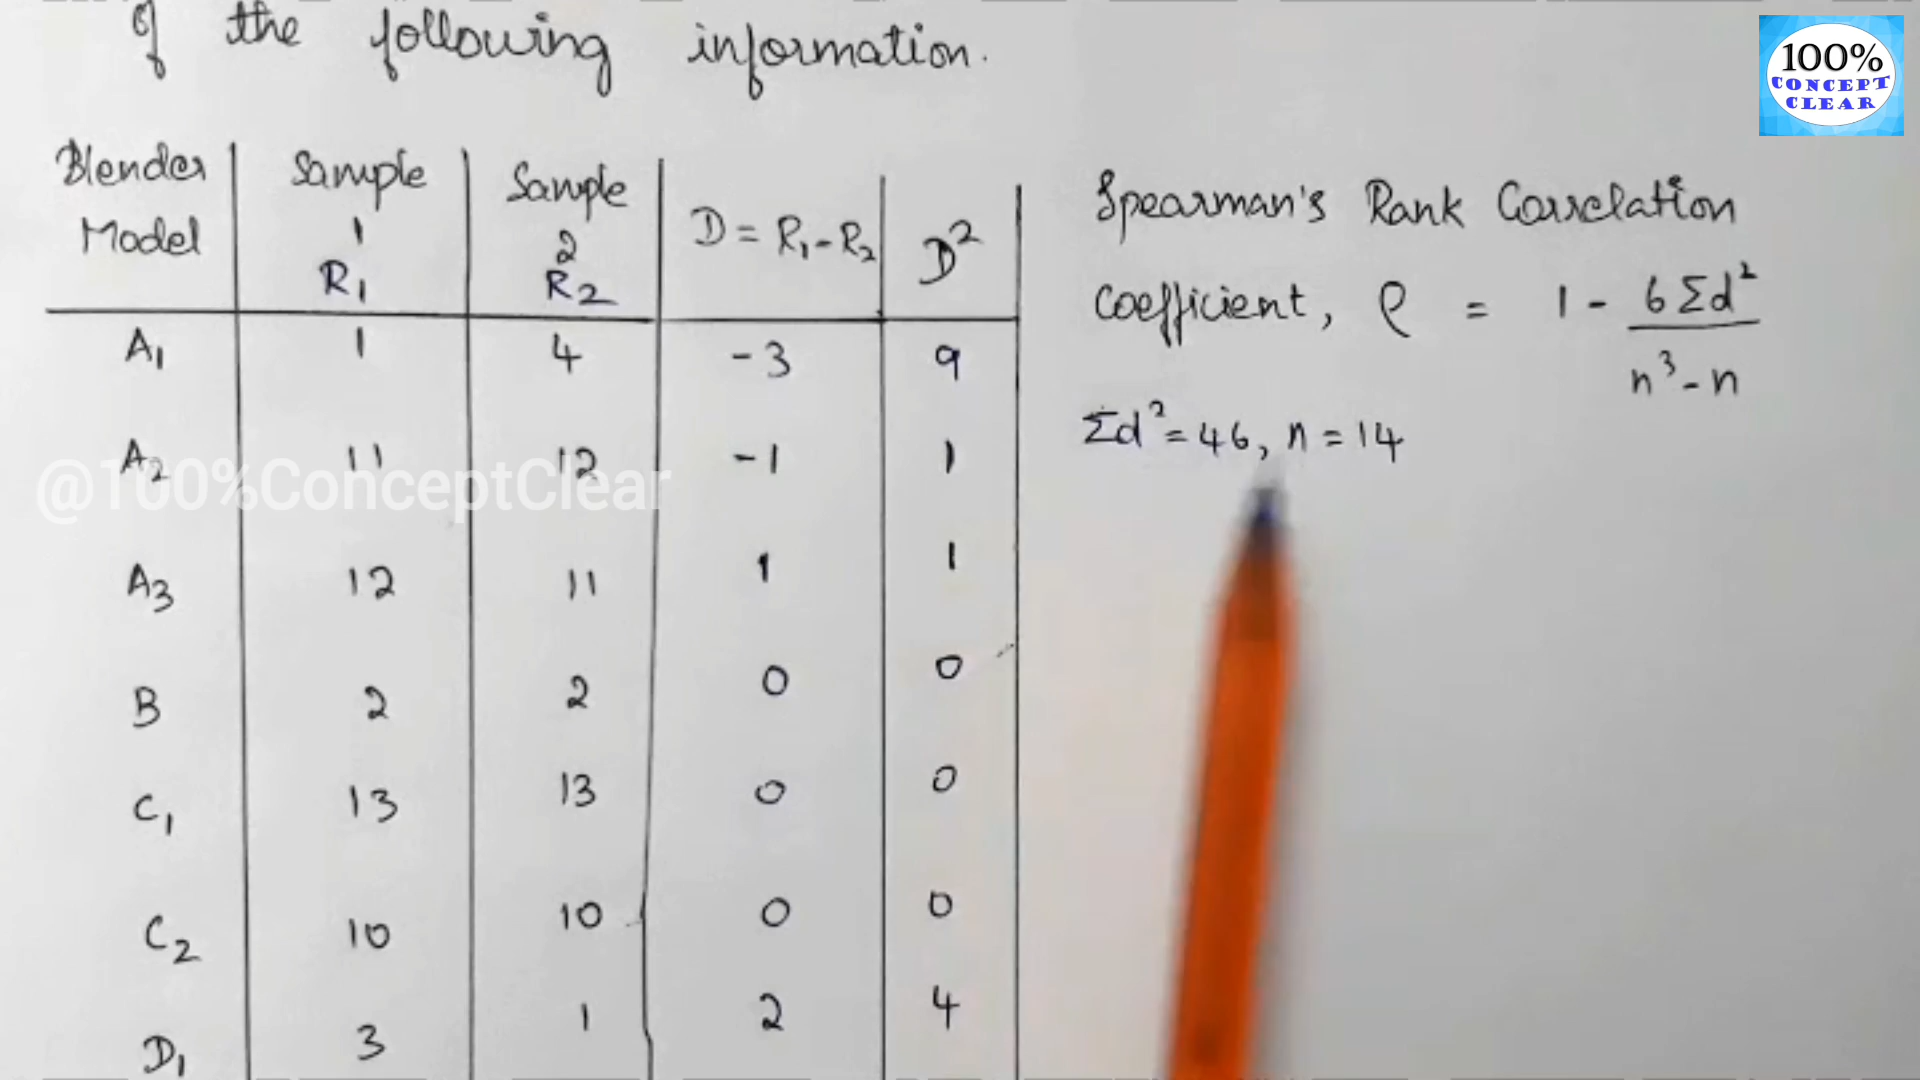 of the following information.
100%
CONCEPT
CLEAR
Blender Model | Sample 1 R₁ | Sample 2 R₂ | D = R₁ - R₂ | D²
A₁ | 1 | 4 | -3 | 9
A₂ | 11 | 12 | -1 | 1
A₃ | 12 | 11 | 1 | 1
B | 2 | 2 | 0 | 0
C₁ | 13 | 13 | 0 | 0
C₂ | 10 | 10 | 0 | 0
D₁ | 3 | 1 | 2 | 4
@100%ConceptClear
Spearman's Rank Correlation
Coefficient, ρ = 1 - 6Σd² / n³ - n
Σd² = 46, n = 14